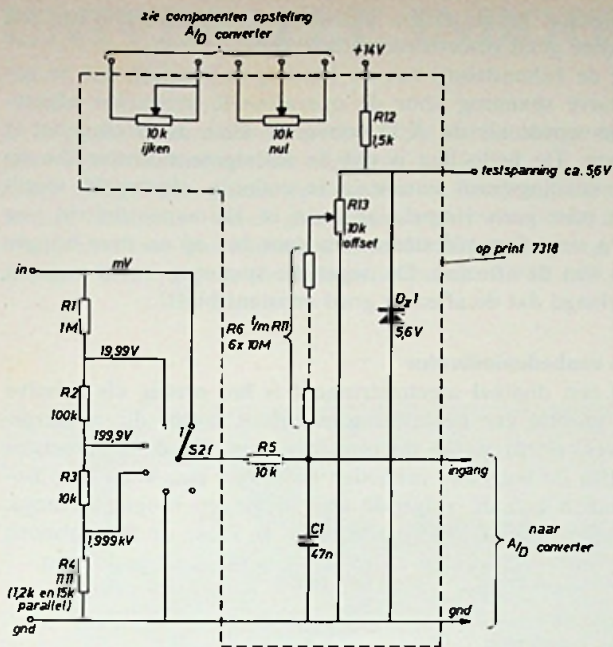 zie componenten opstelling
A/D converter
+14V
10k
ijken
10k
nul
R12
1,5k
testspanning ca. 5,6V
R13
10k
offset
op print 7318
in
mV
R1
1M
R6 t/m R11
6x 10M
Dz1
5,6V
19,99V
R2
100k
199,9V
1
S2f
R5
10k
ingang
R3
10k
1,999kV
C1
47n
naar
A/D converter
R4
1111
(1,2k en 15k
parallel)
gnd
gnd